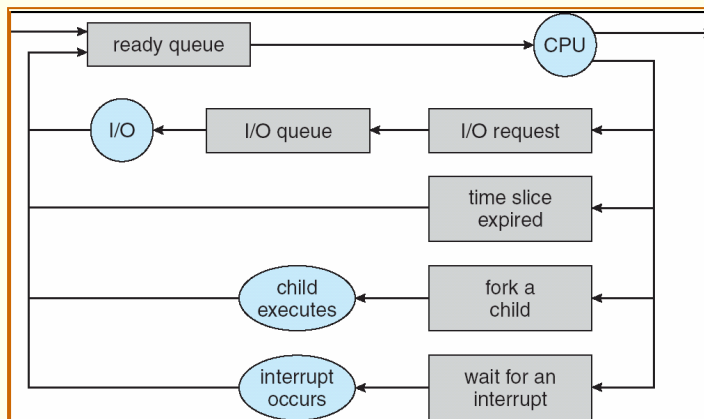 ready queue
CPU
I/O
I/O queue
I/O request
time slice
expired
child
executes
fork a
child
interrupt
occurs
wait for an
interrupt